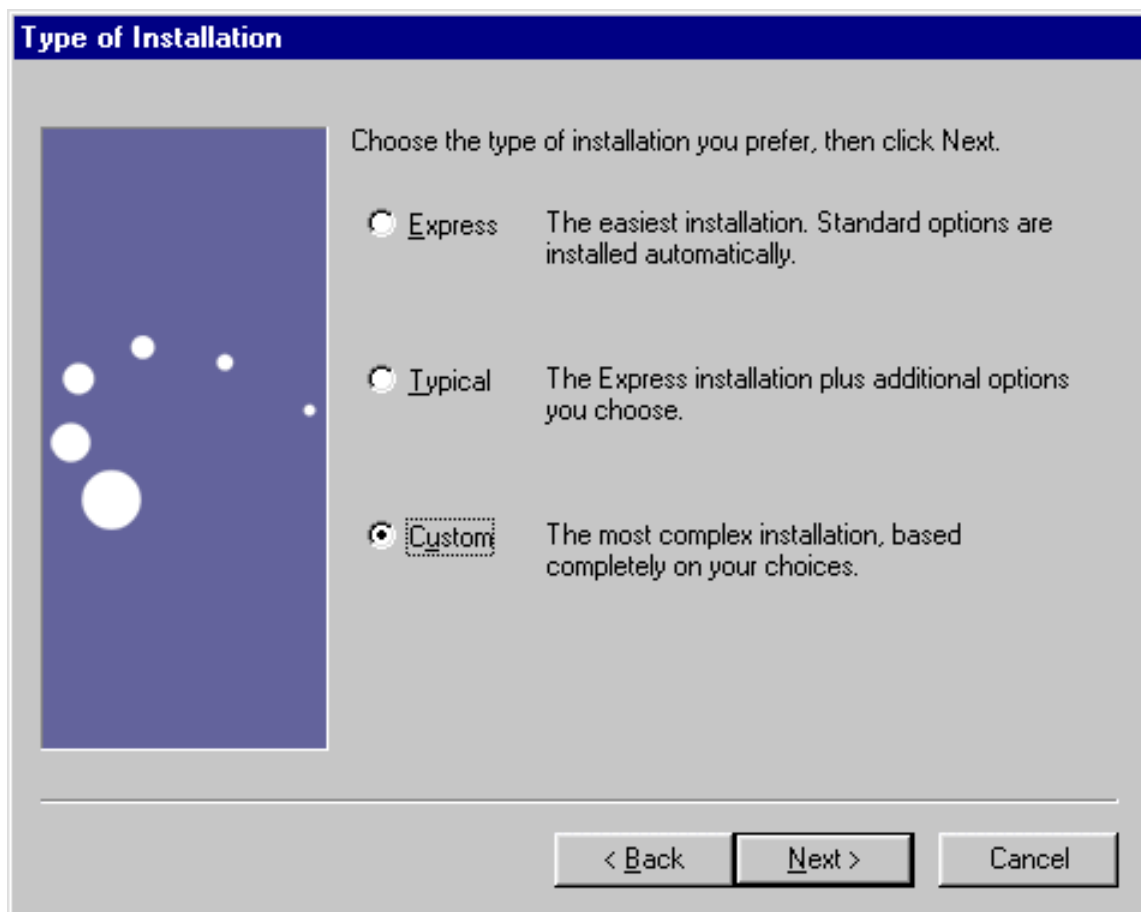 Type of Installation
Choose the type of installation you prefer, then click Next.
Express
The easiest installation. Standard options are
installed automatically.
Typical
The Express installation plus additional options
you choose.
Custom
The most complex installation, based
completely on your choices.
< Back
Next >
Cancel